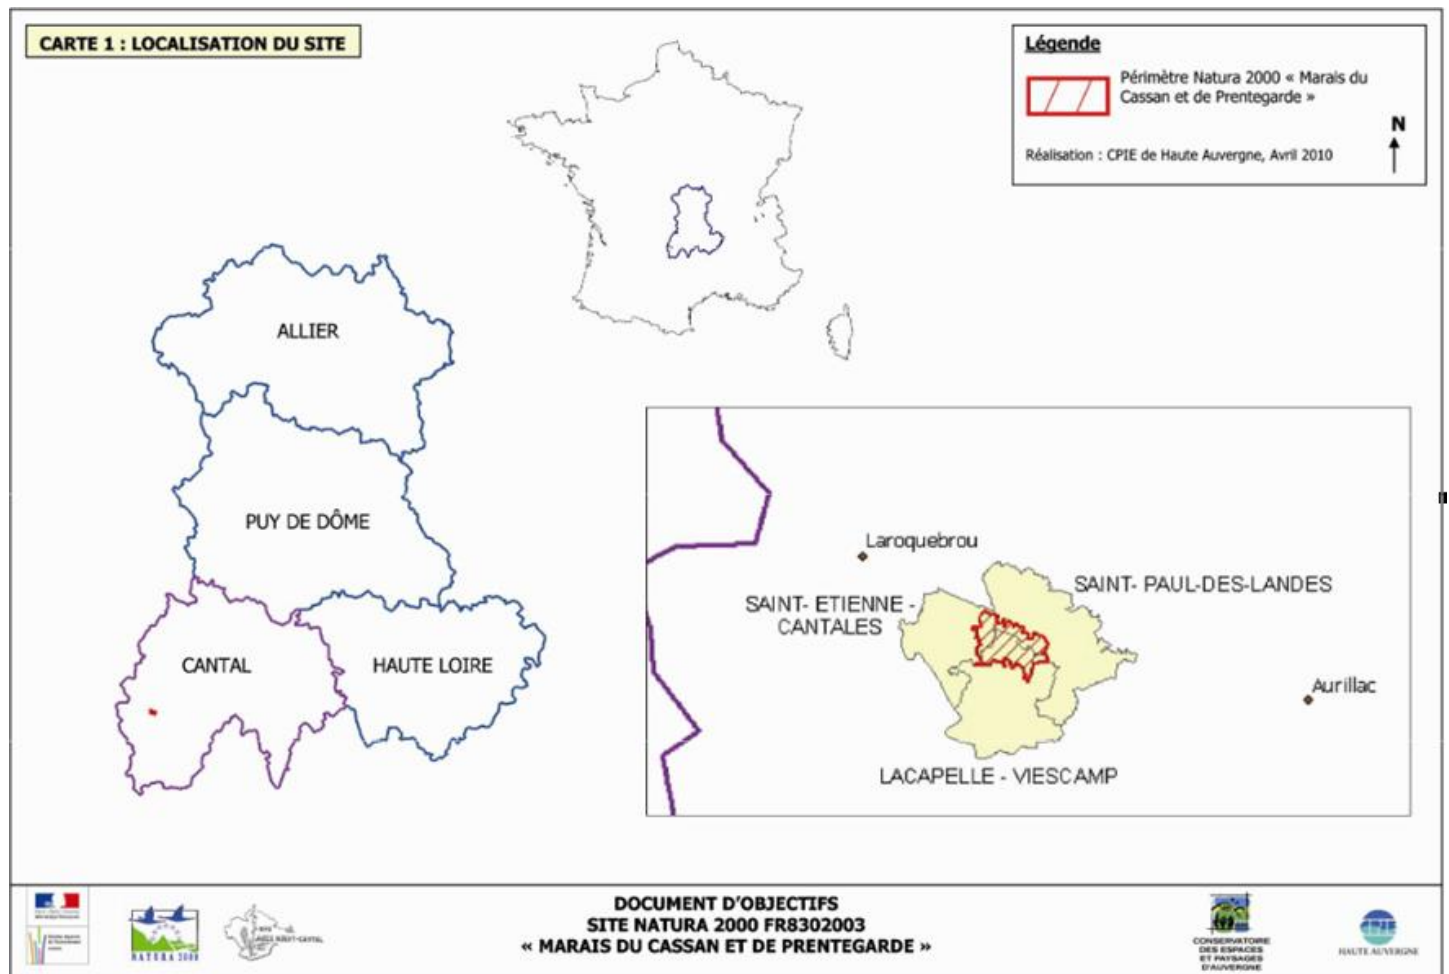 CARTE 1 : LOCALISATION DU SITE
Légende
Périmètre Natura 2000 « Marais du
Cassan et de Prentegarde »
N
Réalisation : CPIE de Haute Auvergne, Avril 2010
ALLIER
PUY DE DÔME
CANTAL
HAUTE LOIRE
Laroquebrou
SAINT- PAUL-DES-LANDES
SAINT- ETIENNE -
CANTALES
Aurillac
LACAPELLE - VIESCAMP
DOCUMENT D'OBJECTIFS
SITE NATURA 2000 FR8302003
« MARAIS DU CASSAN ET DE PRENTEGARDE »
NATURA 2000
CONSERVATOIRE
DES ESPACES
ET PAYSAGES
D'AUVERGNE
CPIE
HAUTE AUVERGNE